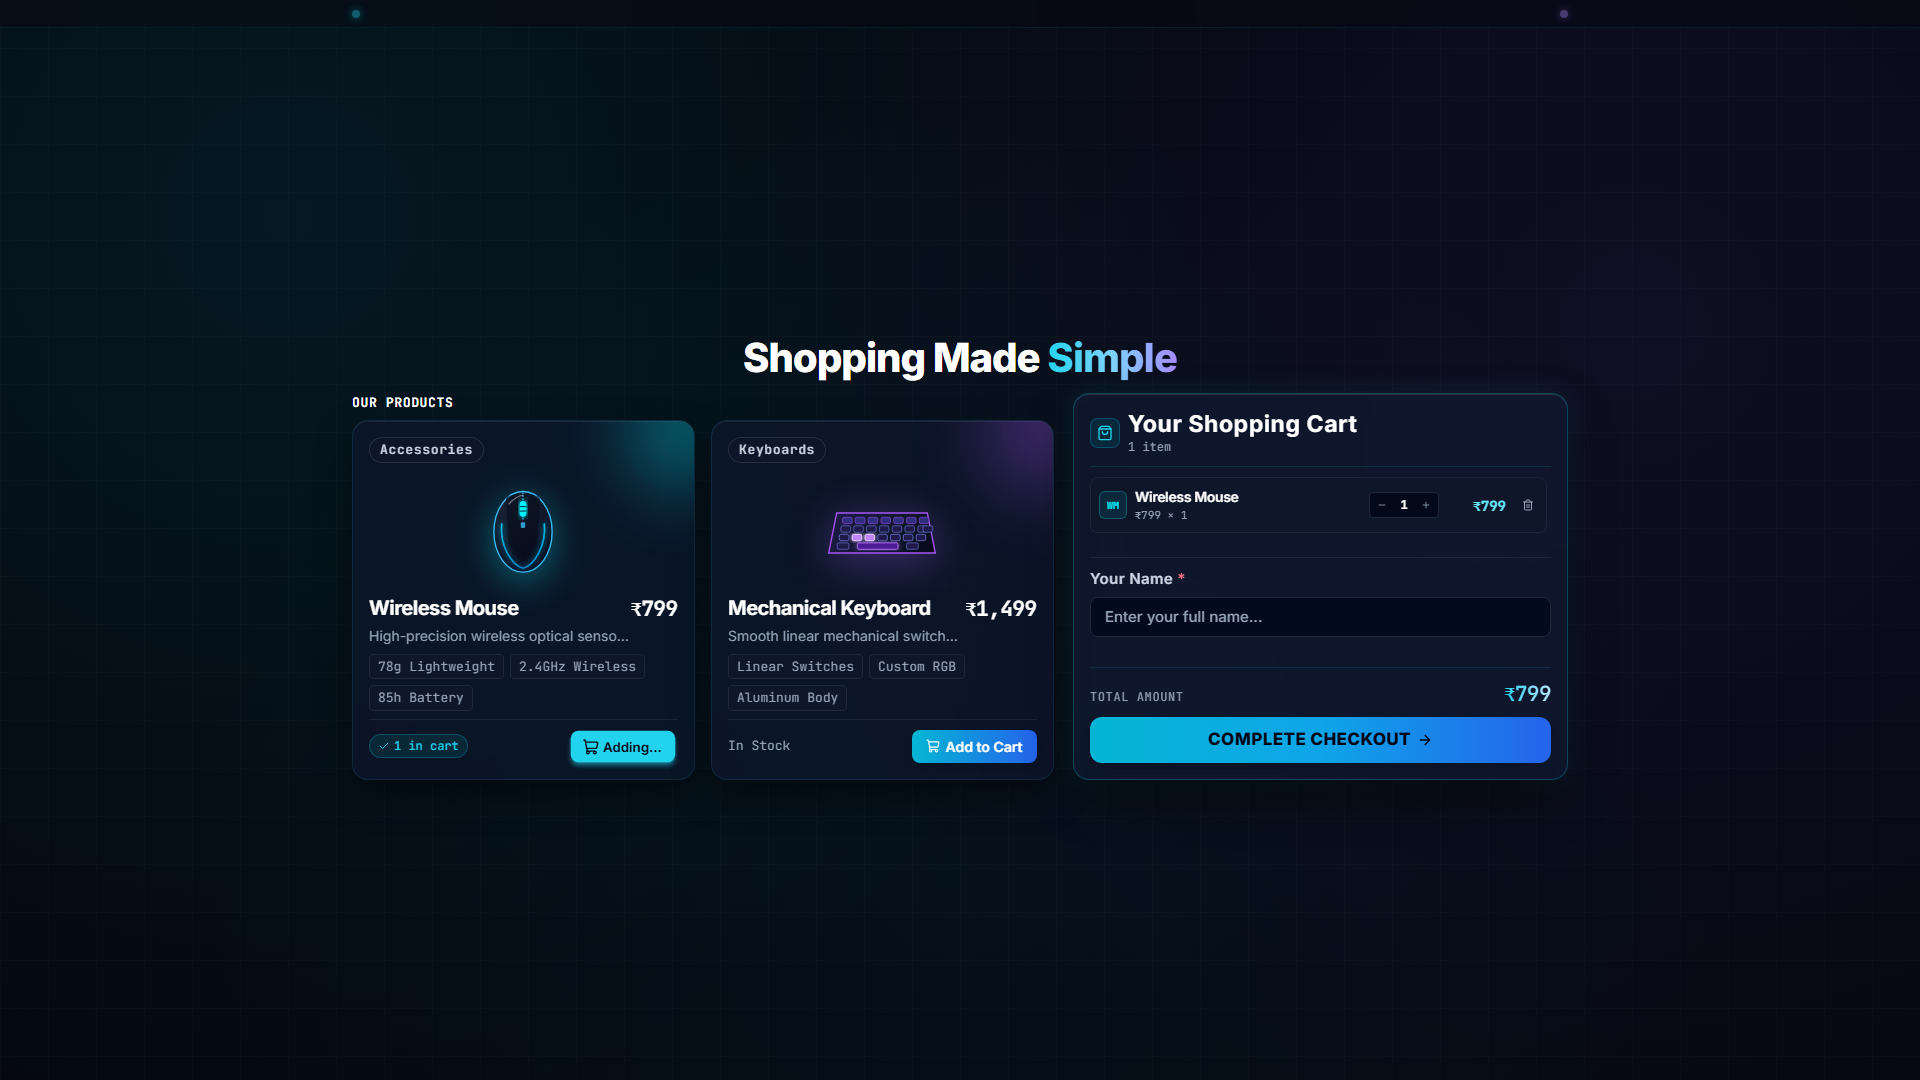 Shopping Made Simple
OUR PRODUCTS
Accessories
Wireless Mouse ₹799
High-precision wireless optical senso...
78g Lightweight 2.4GHz Wireless
85h Battery
1 in cart Adding...
Keyboards
Mechanical Keyboard ₹1,499
Smooth linear mechanical switch...
Linear Switches Custom RGB
Aluminum Body
In Stock Add to Cart
Your Shopping Cart
1 item
WM Wireless Mouse − 1 + ₹799
₹799 × 1
Your Name *
Enter your full name...
TOTAL AMOUNT ₹799
COMPLETE CHECKOUT →